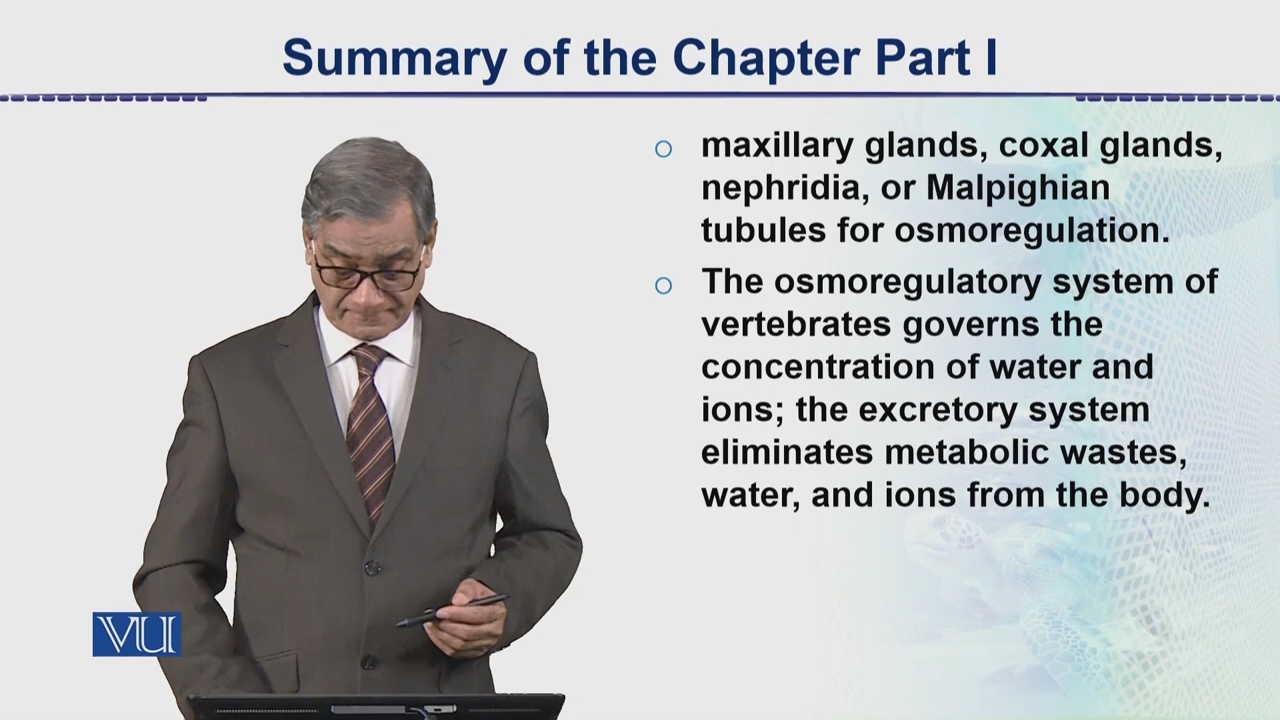 Summary of the Chapter Part I
maxillary glands, coxal glands,
nephridia, or Malpighian
tubules for osmoregulation.
The osmoregulatory system of
vertebrates governs the
concentration of water and
ions; the excretory system
eliminates metabolic wastes,
water, and ions from the body.
VU